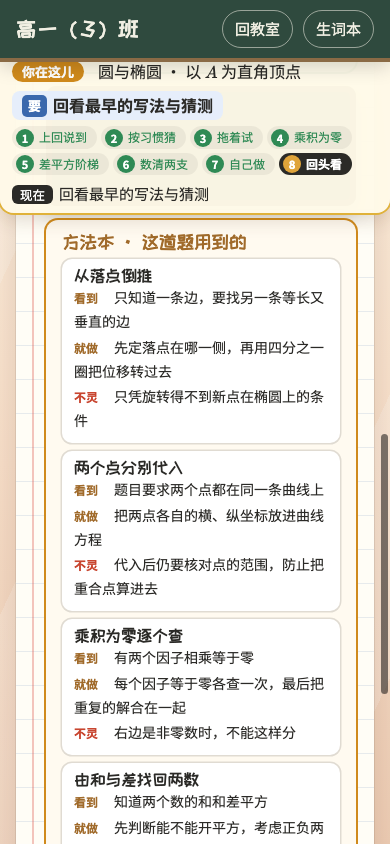 高一（3）班
回教室
生词本
你在这儿 圆与椭圆 · 以 A 为直角顶点
要 回看最早的写法与猜测
1 上回说到 2 按习惯猜 3 拖着试 4 乘积为零
5 差平方阶梯 6 数清两支 7 自己做 8 回头看
现在 回看最早的写法与猜测
方法本 · 这道题用到的
从落点倒推
看到 只知道一条边，要找另一条等长又
垂直的边
就做 先定落点在哪一侧，再用四分之一
圈把位移转过去
不灵 只凭旋转得不到新点在椭圆上的条
件
两个点分别代入
看到 题目要求两个点都在同一条曲线上
就做 把两点各自的横、纵坐标放进曲线
方程
不灵 代入后仍要核对点的范围，防止把
重合点算进去
乘积为零逐个查
看到 有两个因子相乘等于零
就做 每个因子等于零各查一次，最后把
重复的解合在一起
不灵 右边是非零数时，不能这样分
由和与差找回两数
看到 知道两个数的和和差平方
就做 先判断能不能开平方，考虑正负两